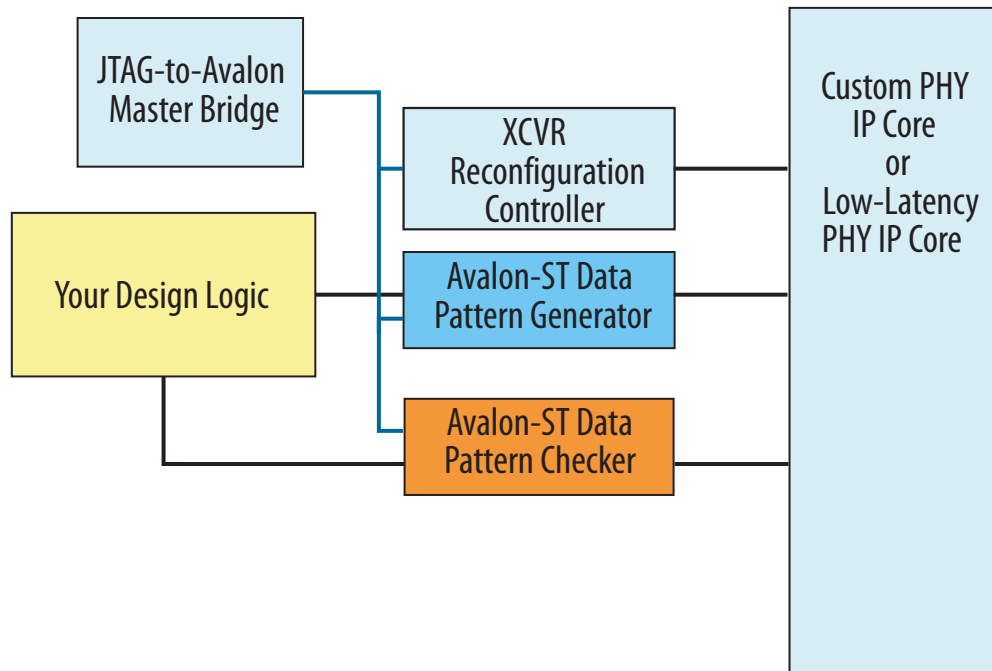 JTAG-to-Avalon
Master Bridge
XCVR
Reconfiguration
Controller
Custom PHY
IP Core
or
Low-Latency
PHY IP Core
Your Design Logic
Avalon-ST Data
Pattern Generator
Avalon-ST Data
Pattern Checker